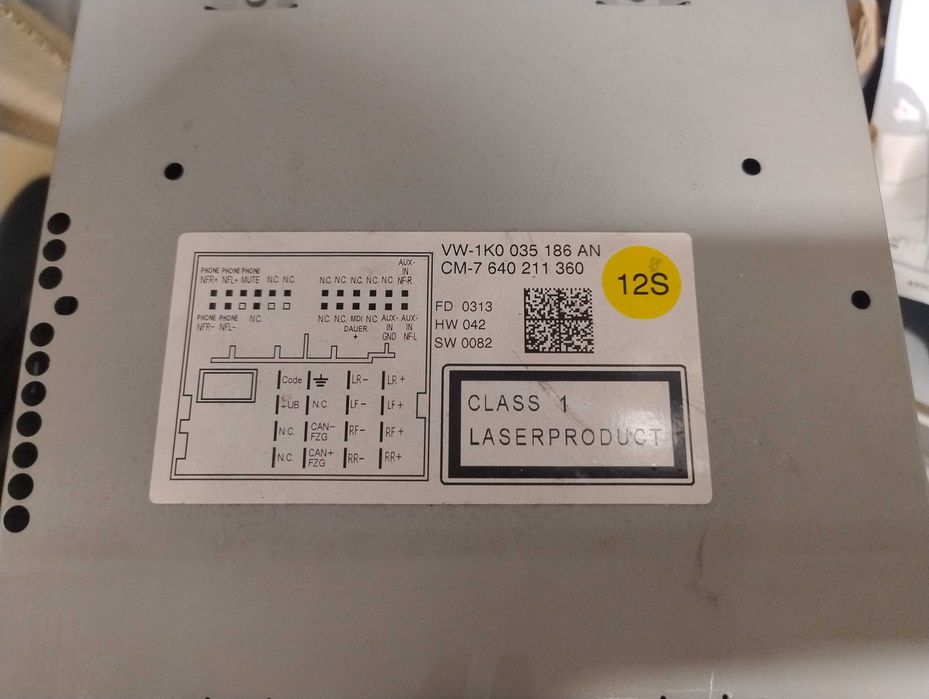 VW-1K0 035 186 AN
CM-7 640 211 360
FD 0313
HW 042
SW 0082
12S
CLASS 1
LASERPRODUCT
AUX-
IN
PHONE PHONE PHONE
NFR+ NFL+ MUTE N.C. N.C. N.C. N.C. N.C. N.C. N.C. NF-R
PHONE PHONE
NFR- NFL- N.C. N.C. N.C. MDI N.C. AUX- AUX-
DAUER IN IN
+ GND NF-L
Code LR- LR+
+UB N.C. LF- LF+
N.C. CAN- RF- RF+
FZG
N.C. CAN+ RR- RR+
FZG